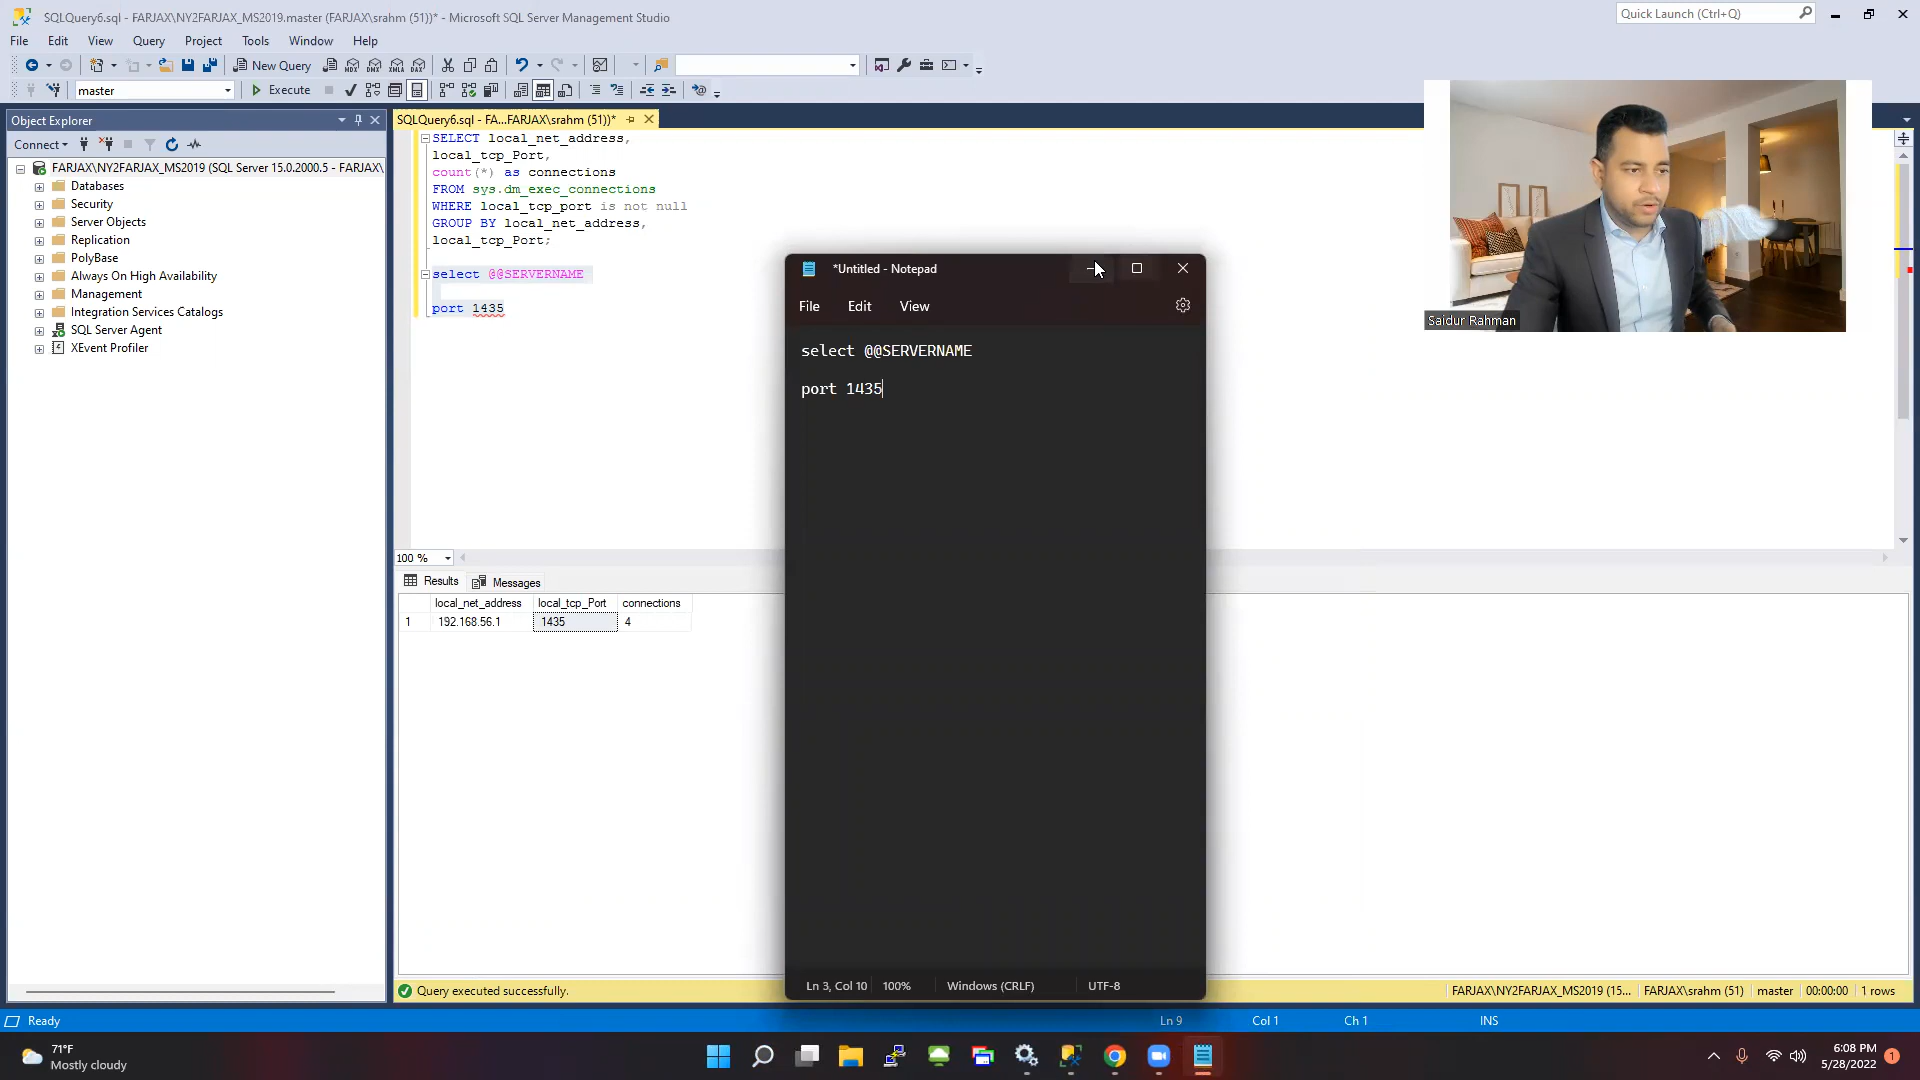 SQLQuery6.sql - FARJAX\NY2FARJAX_MS2019.master (FARJAX\srahm (51))* - Microsoft SQL Server Management Studio
Quick Launch (Ctrl+Q)
File Edit View Query Project Tools Window Help
New Query
master
Execute
Object Explorer
Connect
FARJAX\NY2FARJAX_MS2019 (SQL Server 15.0.2000.5 - FARJAX\
Databases
Security
Server Objects
Replication
PolyBase
Always On High Availability
Management
Integration Services Catalogs
SQL Server Agent
XEvent Profiler
SQLQuery6.sql - FA...FARJAX\srahm (51))*
SELECT local_net_address,
local_tcp_Port,
count(*) as connections
FROM sys.dm_exec_connections
WHERE local_tcp_port is not null
GROUP BY local_net_address,
local_tcp_Port;
select @@SERVERNAME
port 1435
*Untitled - Notepad
File Edit View
select @@SERVERNAME
port 1435
Ln 3, Col 10 100% Windows (CRLF) UTF-8
Saidur Rahman
100 %
Results Messages
local_net_address local_tcp_Port connections
1 192.168.56.1 1435 4
Query executed successfully.
FARJAX\NY2FARJAX_MS2019 (15... FARJAX\srahm (51) master 00:00:00 1 rows
Ready
Ln 9 Col 1 Ch 1 INS
71°F
Mostly cloudy
6:08 PM
5/28/2022
1